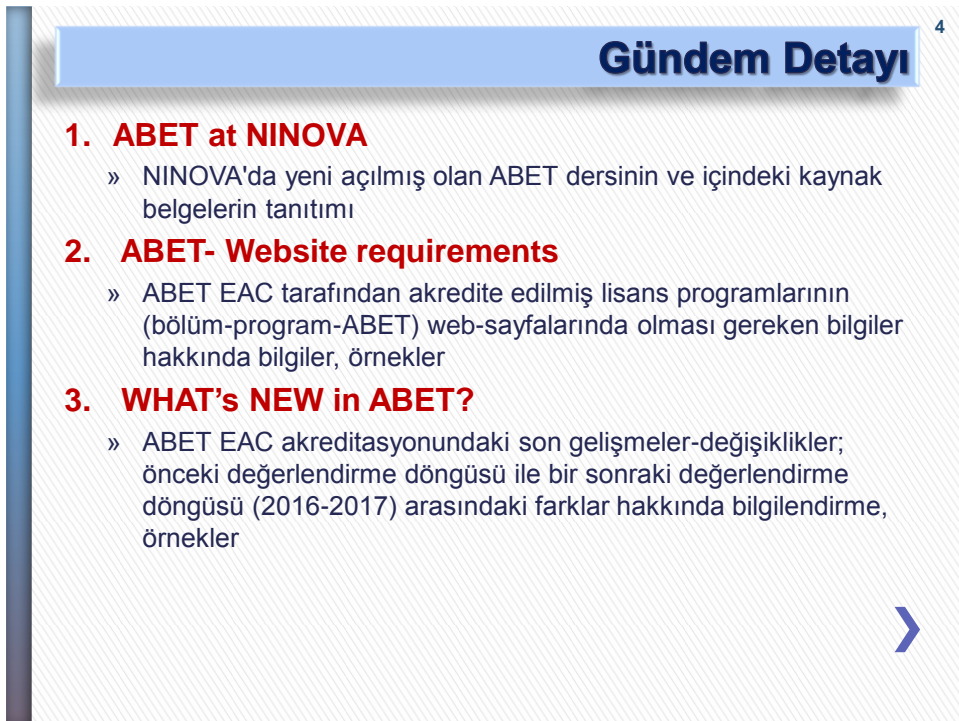 4
Gündem Detayı
1. ABET at NINOVA
» NINOVA'da yeni açılmış olan ABET dersinin ve içindeki kaynak
belgelerin tanıtımı
2. ABET- Website requirements
» ABET EAC tarafından akredite edilmiş lisans programlarının
(bölüm-program-ABET) web-sayfalarında olması gereken bilgiler
hakkında bilgiler, örnekler
3. WHAT’s NEW in ABET?
» ABET EAC akreditasyonundaki son gelişmeler-değişiklikler;
önceki değerlendirme döngüsü ile bir sonraki değerlendirme
döngüsü (2016-2017) arasındaki farklar hakkında bilgilendirme,
örnekler